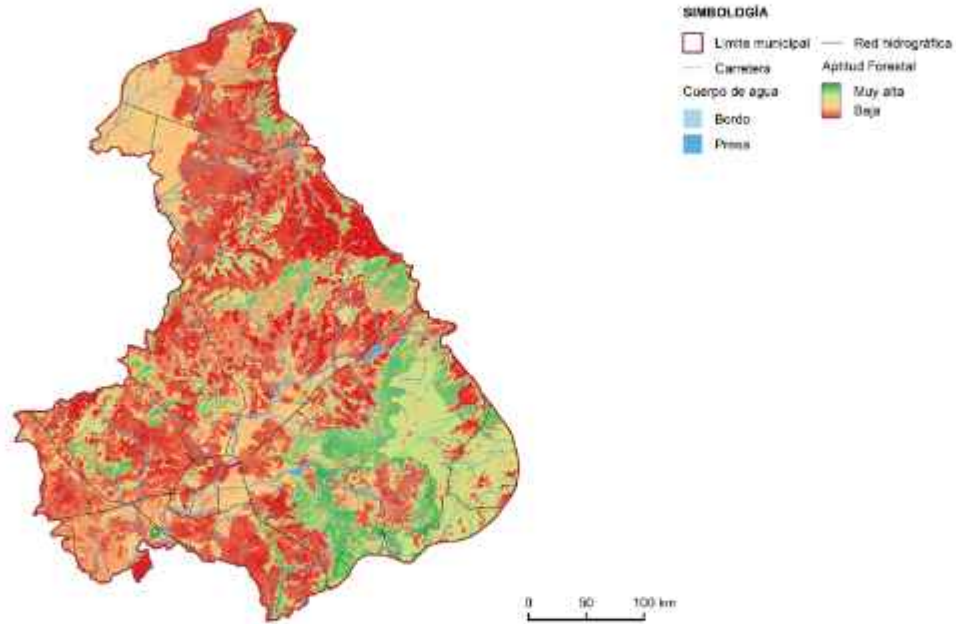 SIMBOLOGÍA
Límite municipal
Red hidrográfica
Carretera
Aptitud Forestal
Cuerpo de agua
Muy alta
Baja
Bordo
Presa
0 50 100 km